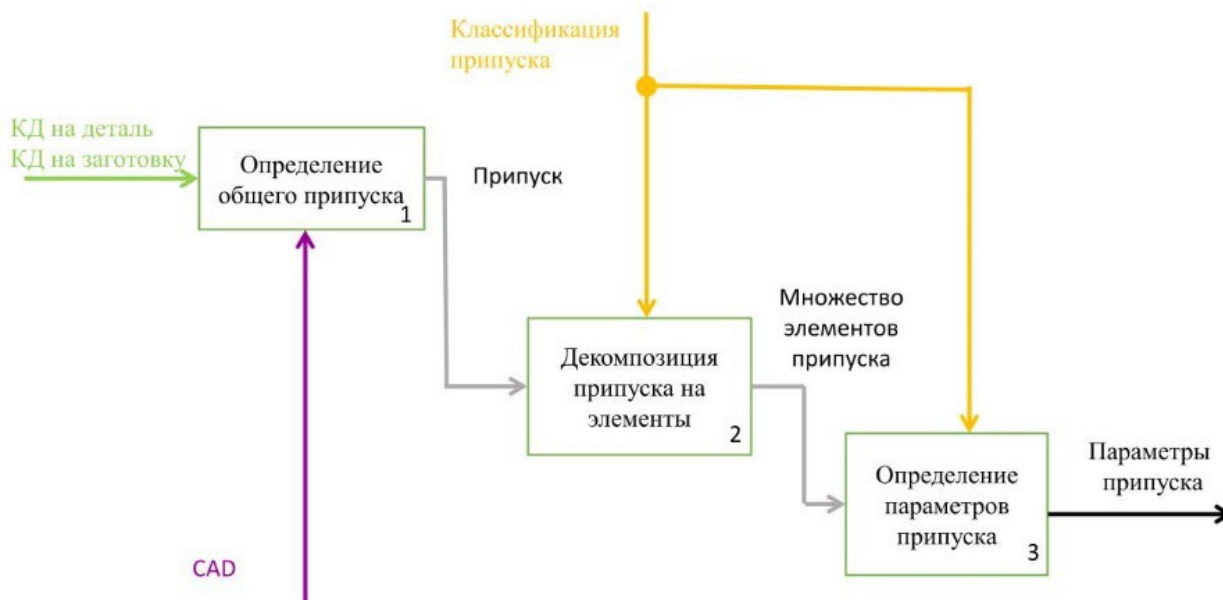 Классификация
припуска
КД на деталь
КД на заготовку
Определение
общего припуска
1
Припуск
Множество
элементов
припуска
Декомпозиция
припуска на
элементы
2
Параметры
припуска
Определение
параметров
припуска
3
CAD